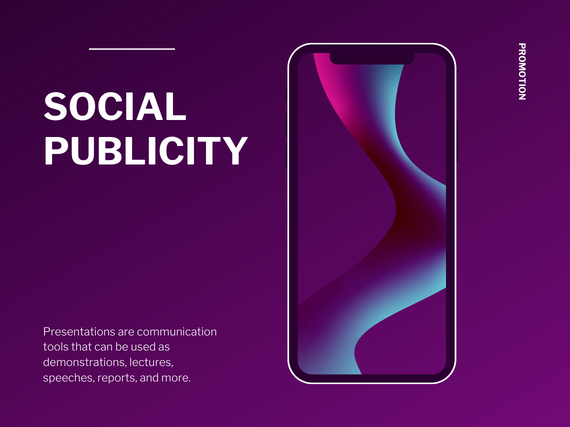 SOCIAL
PUBLICITY
PROMOTION
Presentations are communication
tools that can be used as
demonstrations, lectures,
speeches, reports, and more.